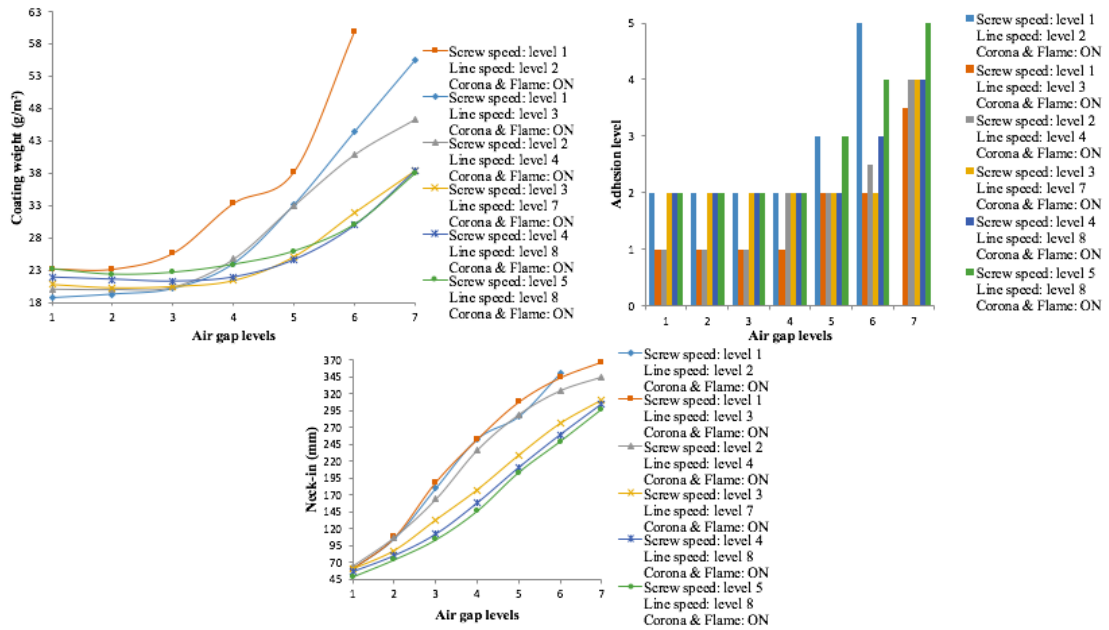 63
58
53
48
43
38
33
28
23
18
Coating weight (g/m²)
1 2 3 4 5 6 7
Air gap levels
Screw speed: level 1
Line speed: level 2
Corona & Flame: ON
Screw speed: level 1
Line speed: level 3
Corona & Flame: ON
Screw speed: level 2
Line speed: level 4
Corona & Flame: ON
Screw speed: level 3
Line speed: level 7
Corona & Flame: ON
Screw speed: level 4
Line speed: level 8
Corona & Flame: ON
Screw speed: level 5
Line speed: level 8
Corona & Flame: ON
5
4
3
2
1
0
Adhesion level
1 2 3 4 5 6 7
Air gap levels
Screw speed: level 1
Line speed: level 2
Corona & Flame: ON
Screw speed: level 1
Line speed: level 3
Corona & Flame: ON
Screw speed: level 2
Line speed: level 4
Corona & Flame: ON
Screw speed: level 3
Line speed: level 7
Corona & Flame: ON
Screw speed: level 4
Line speed: level 8
Corona & Flame: ON
Screw speed: level 5
Line speed: level 8
Corona & Flame: ON
370
345
320
295
270
245
220
195
170
145
120
95
70
45
Neck-in (mm)
1 2 3 4 5 6 7
Air gap levels
Screw speed: level 1
Line speed: level 2
Corona & Flame: ON
Screw speed: level 1
Line speed: level 3
Corona & Flame: ON
Screw speed: level 2
Line speed: level 4
Corona & Flame: ON
Screw speed: level 3
Line speed: level 7
Corona & Flame: ON
Screw speed: level 4
Line speed: level 8
Corona & Flame: ON
Screw speed: level 5
Line speed: level 8
Corona & Flame: ON